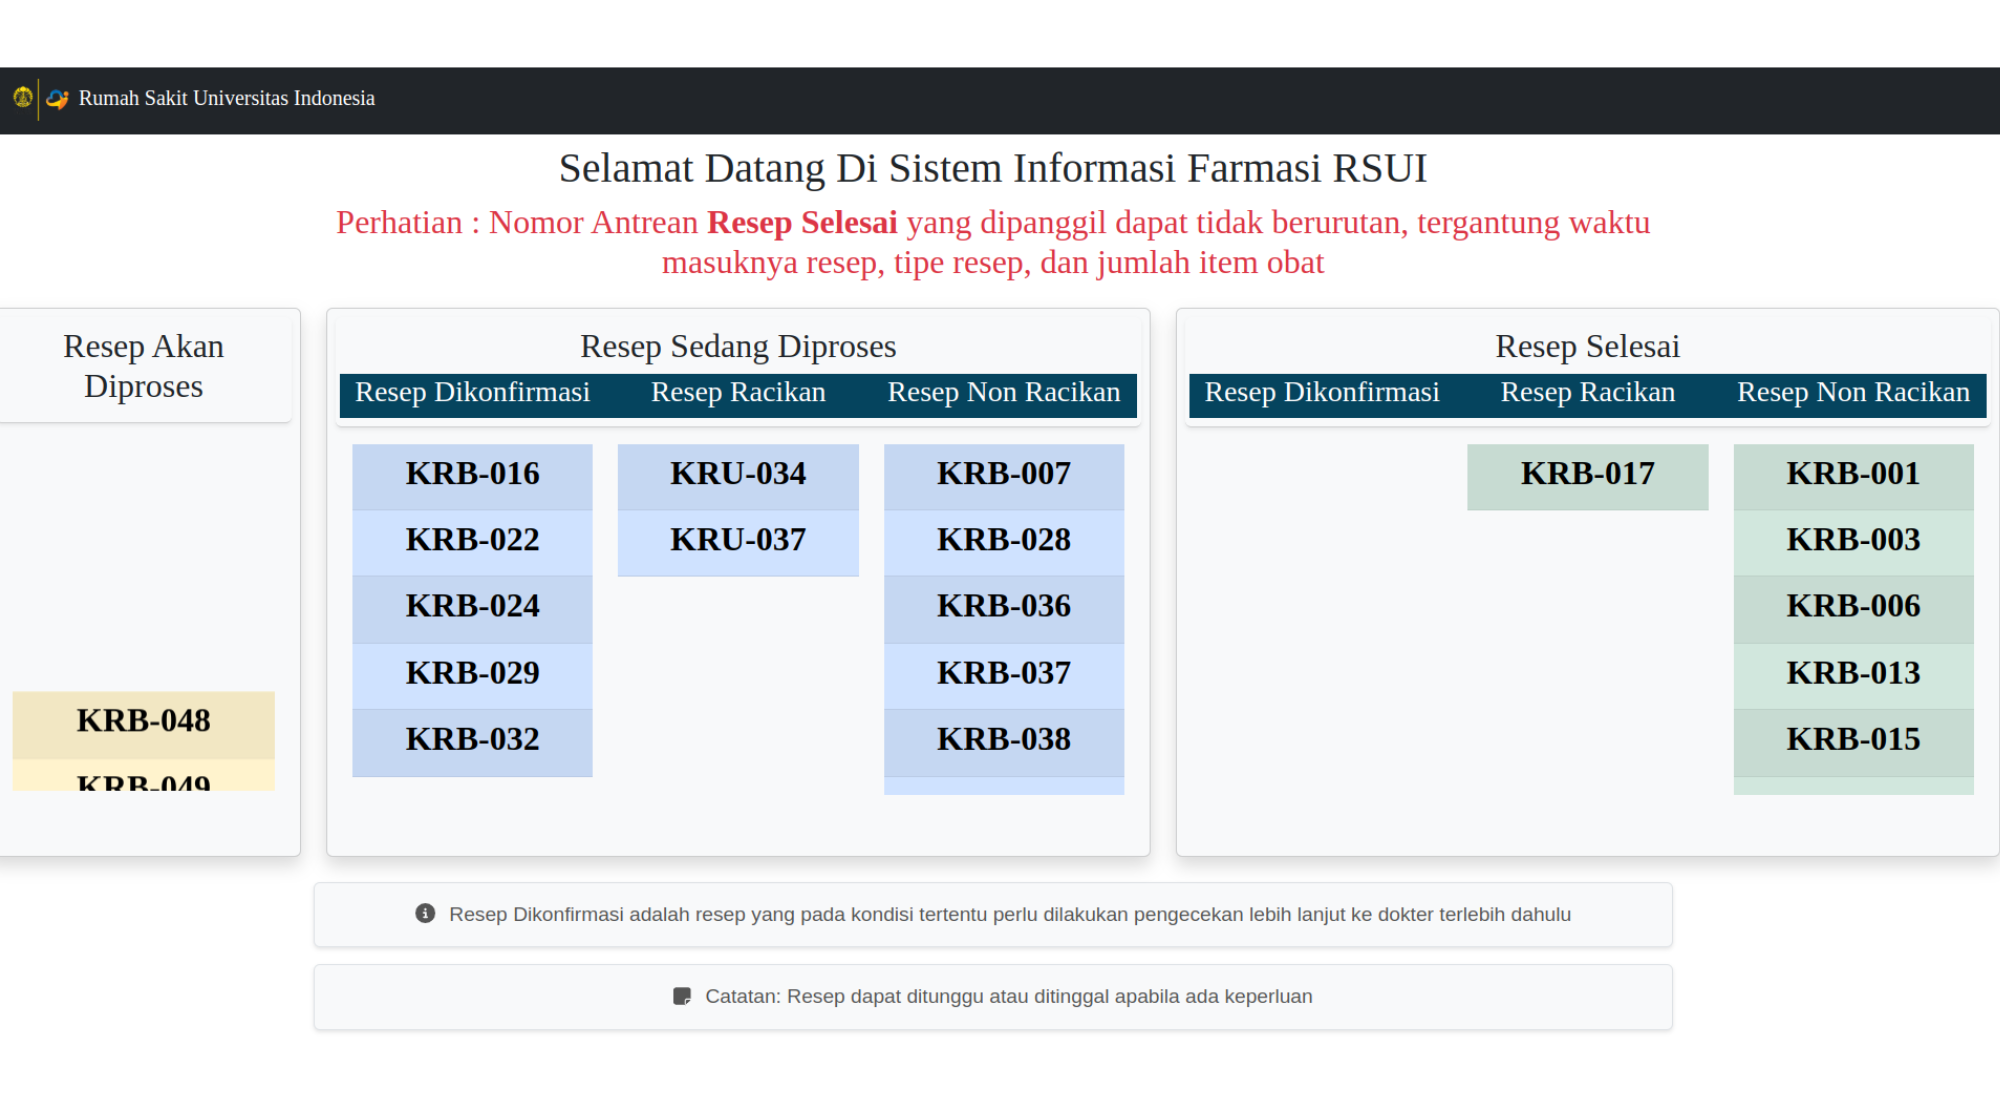 Rumah Sakit Universitas Indonesia
Selamat Datang Di Sistem Informasi Farmasi RSUI
Perhatian : Nomor Antrean Resep Selesai yang dipanggil dapat tidak berurutan, tergantung waktu
masuknya resep, tipe resep, dan jumlah item obat
Resep Akan
Diproses
KRB-048
KRB-049
Resep Sedang Diproses
Resep Dikonfirmasi
Resep Racikan
Resep Non Racikan
KRB-016
KRU-034
KRB-007
KRB-022
KRU-037
KRB-028
KRB-024
KRB-036
KRB-029
KRB-037
KRB-032
KRB-038
Resep Selesai
Resep Dikonfirmasi
Resep Racikan
Resep Non Racikan
KRB-017
KRB-001
KRB-003
KRB-006
KRB-013
KRB-015
Resep Dikonfirmasi adalah resep yang pada kondisi tertentu perlu dilakukan pengecekan lebih lanjut ke dokter terlebih dahulu
Catatan: Resep dapat ditunggu atau ditinggal apabila ada keperluan